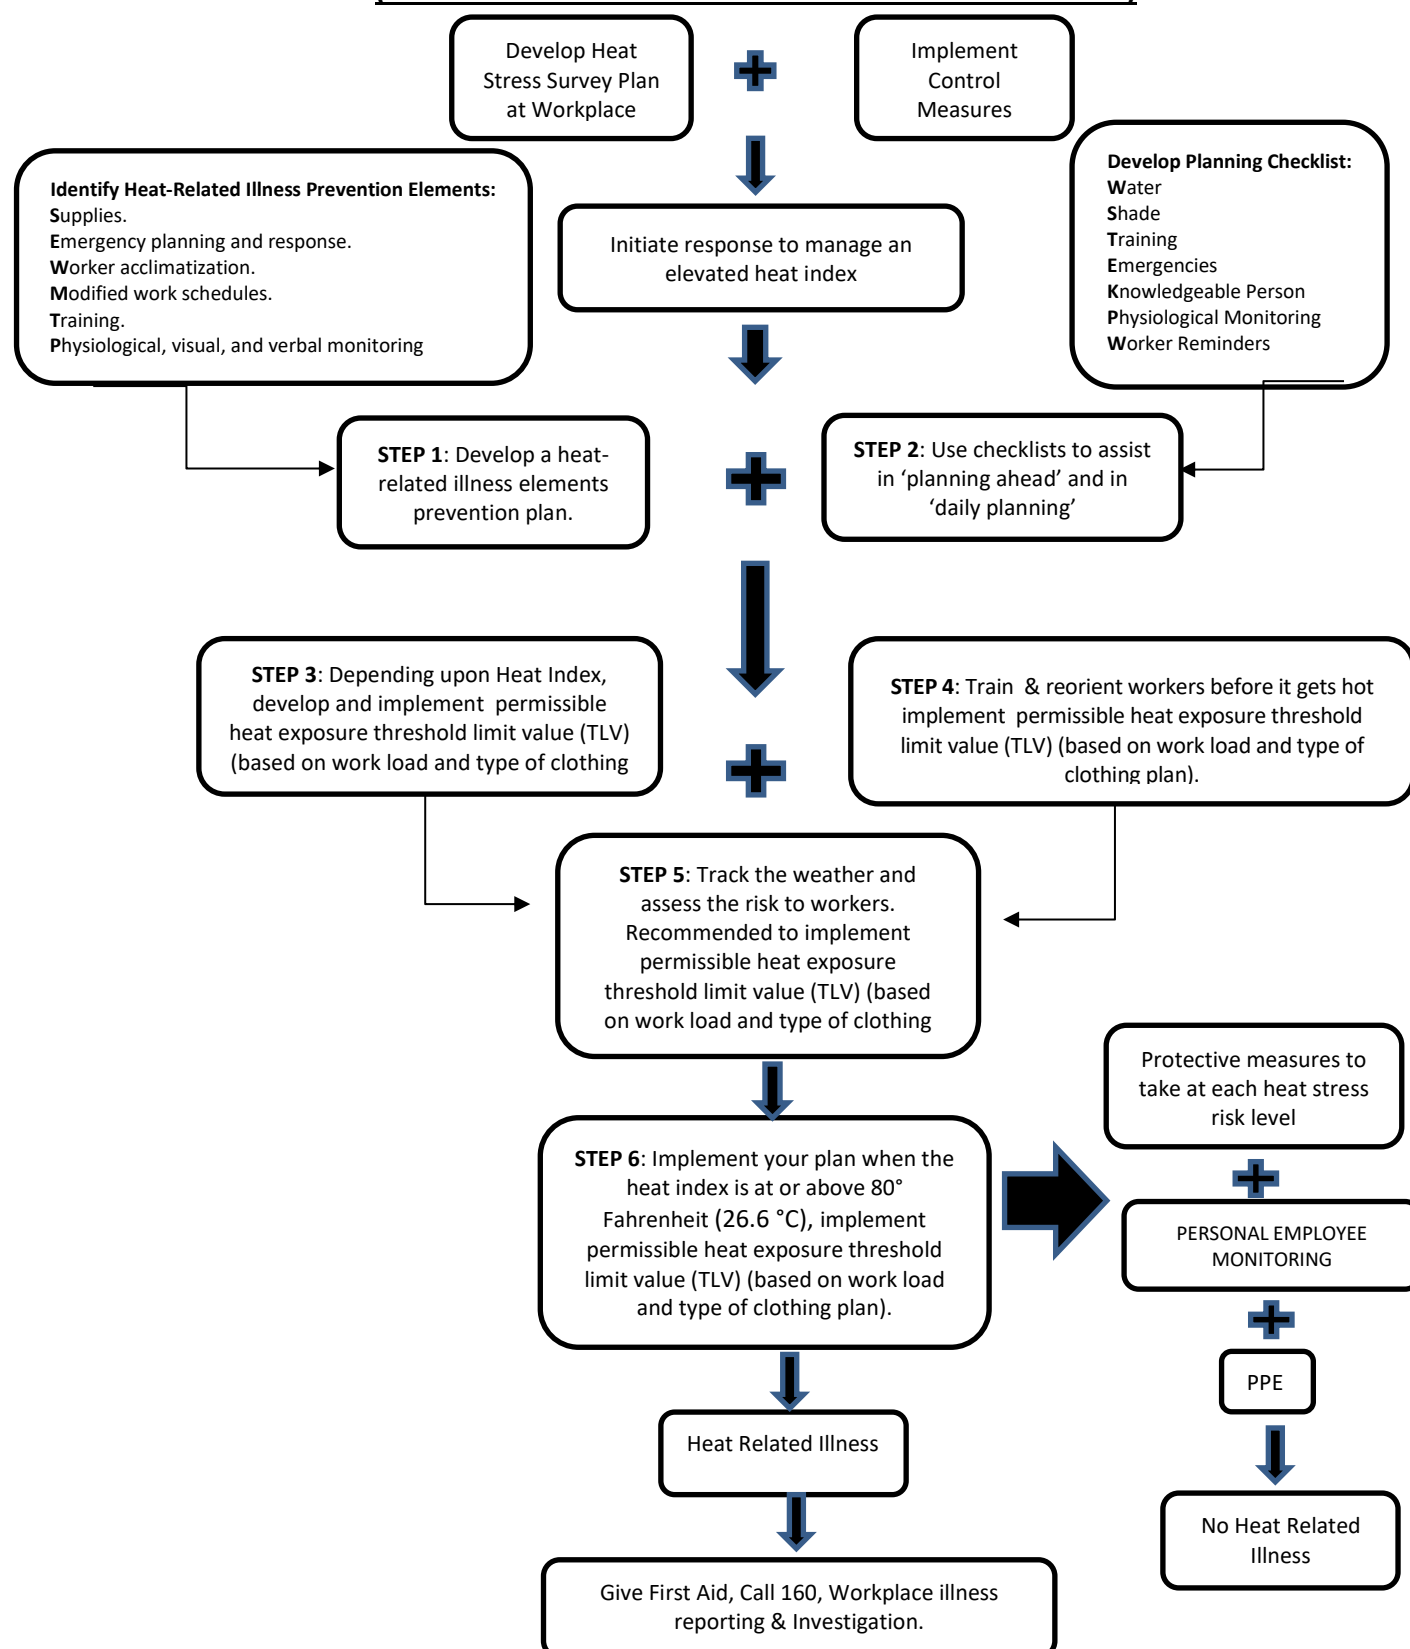 Develop Heat
Stress Survey Plan
at Workplace
Implement
Control
Measures
Identify Heat-Related Illness Prevention Elements:
Supplies.
Emergency planning and response.
Worker acclimatization.
Modified work schedules.
Training.
Physiological, visual, and verbal monitoring
Initiate response to manage an
elevated heat index
Develop Planning Checklist:
Water
Shade
Training
Emergencies
Knowledgeable Person
Physiological Monitoring
Worker Reminders
STEP 1: Develop a heat-
related illness elements
prevention plan.
STEP 2: Use checklists to assist
in ‘planning ahead’ and in
‘daily planning’
STEP 3: Depending upon Heat Index,
develop and implement permissible
heat exposure threshold limit value (TLV)
(based on work load and type of clothing
STEP 4: Train & reorient workers before it gets hot
implement permissible heat exposure threshold
limit value (TLV) (based on work load and type of
clothing plan).
STEP 5: Track the weather and
assess the risk to workers.
Recommended to implement
permissible heat exposure
threshold limit value (TLV) (based
on work load and type of clothing
STEP 6: Implement your plan when the
heat index is at or above 80°
Fahrenheit (26.6 °C), implement
permissible heat exposure threshold
limit value (TLV) (based on work load
and type of clothing plan).
Protective measures to
take at each heat stress
risk level
PERSONAL EMPLOYEE
MONITORING
PPE
No Heat Related
Illness
Heat Related Illness
Give First Aid, Call 160, Workplace illness
reporting & Investigation.